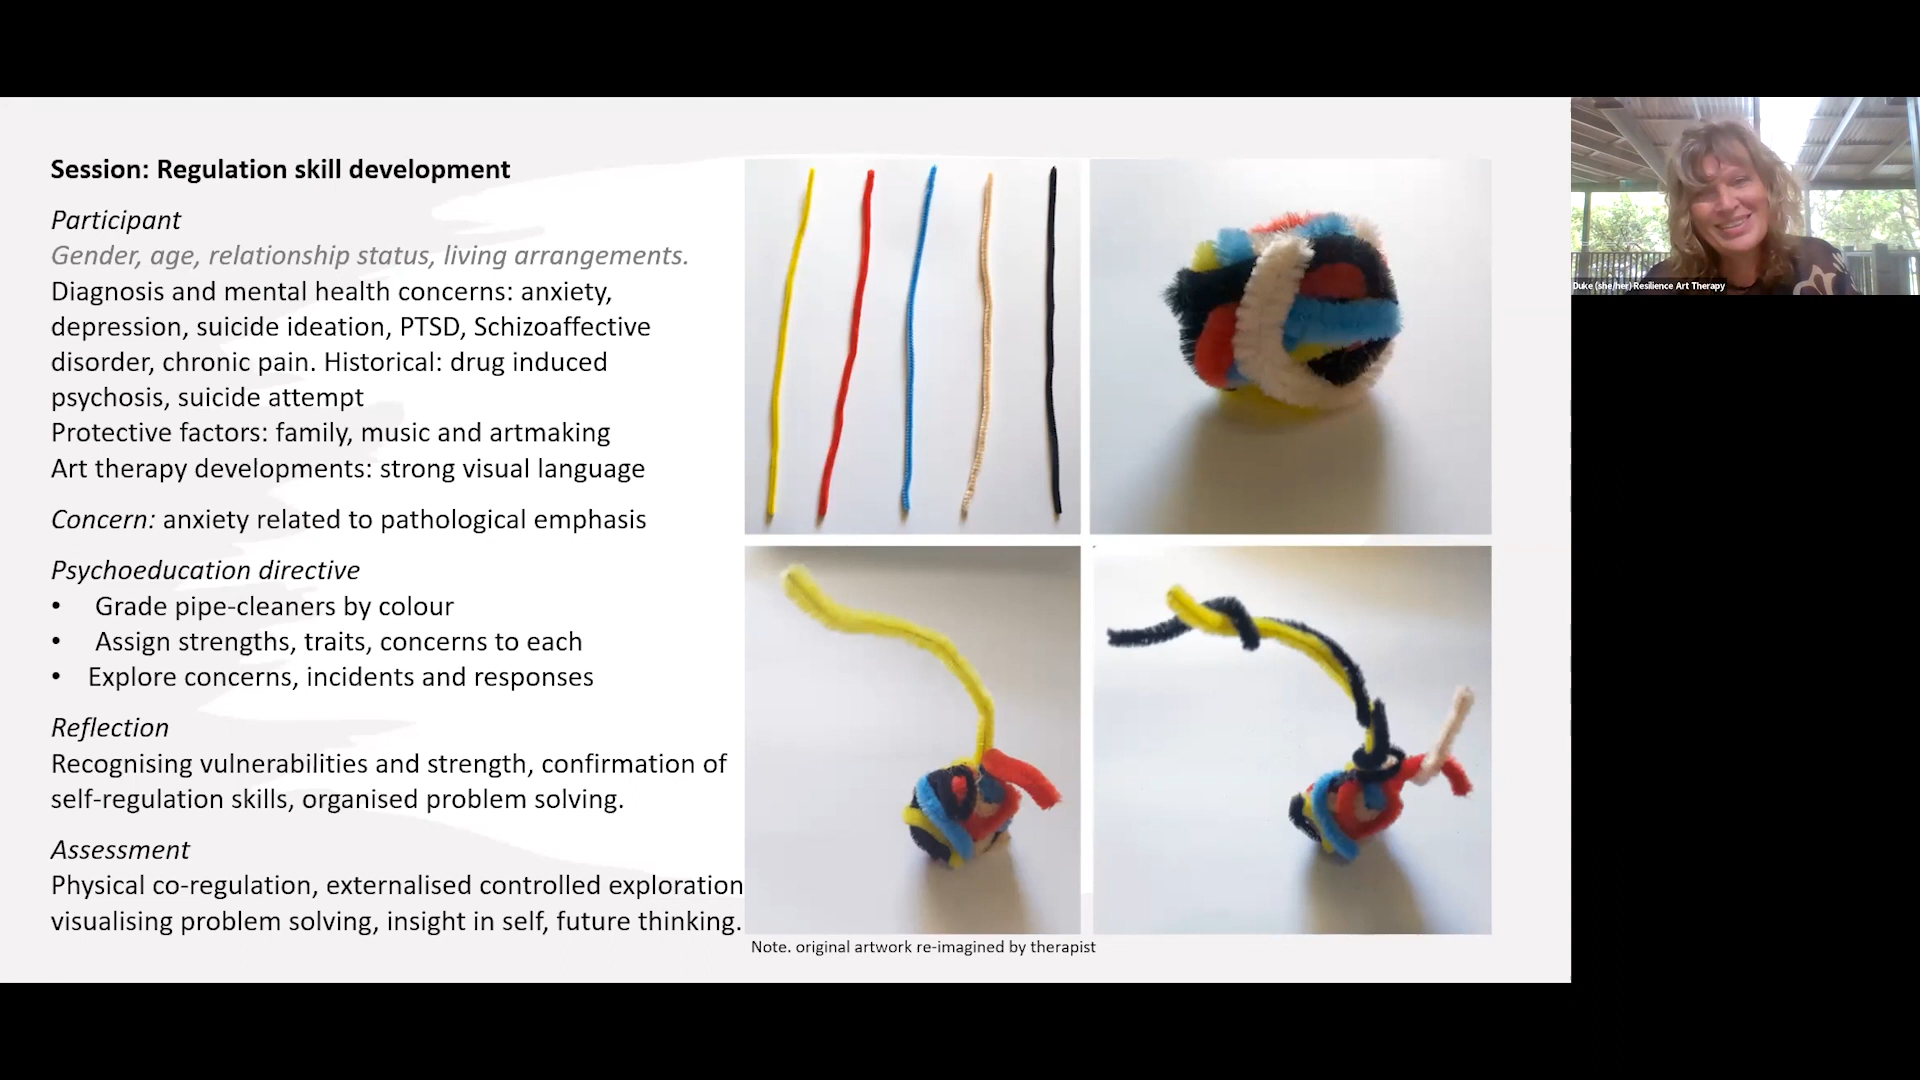 Session: Regulation skill development
Participant
Gender, age, relationship status, living arrangements.
Diagnosis and mental health concerns: anxiety,
depression, suicide ideation, PTSD, Schizoaffective
disorder, chronic pain. Historical: drug induced
psychosis, suicide attempt
Protective factors: family, music and artmaking
Art therapy developments: strong visual language
Concern: anxiety related to pathological emphasis
Psychoeducation directive
• Grade pipe-cleaners by colour
• Assign strengths, traits, concerns to each
• Explore concerns, incidents and responses
Reflection
Recognising vulnerabilities and strength, confirmation of
self-regulation skills, organised problem solving.
Assessment
Physical co-regulation, externalised controlled exploration
visualising problem solving, insight in self, future thinking.
Note. original artwork re-imagined by therapist
Duke (she/her) Resilience Art Therapy